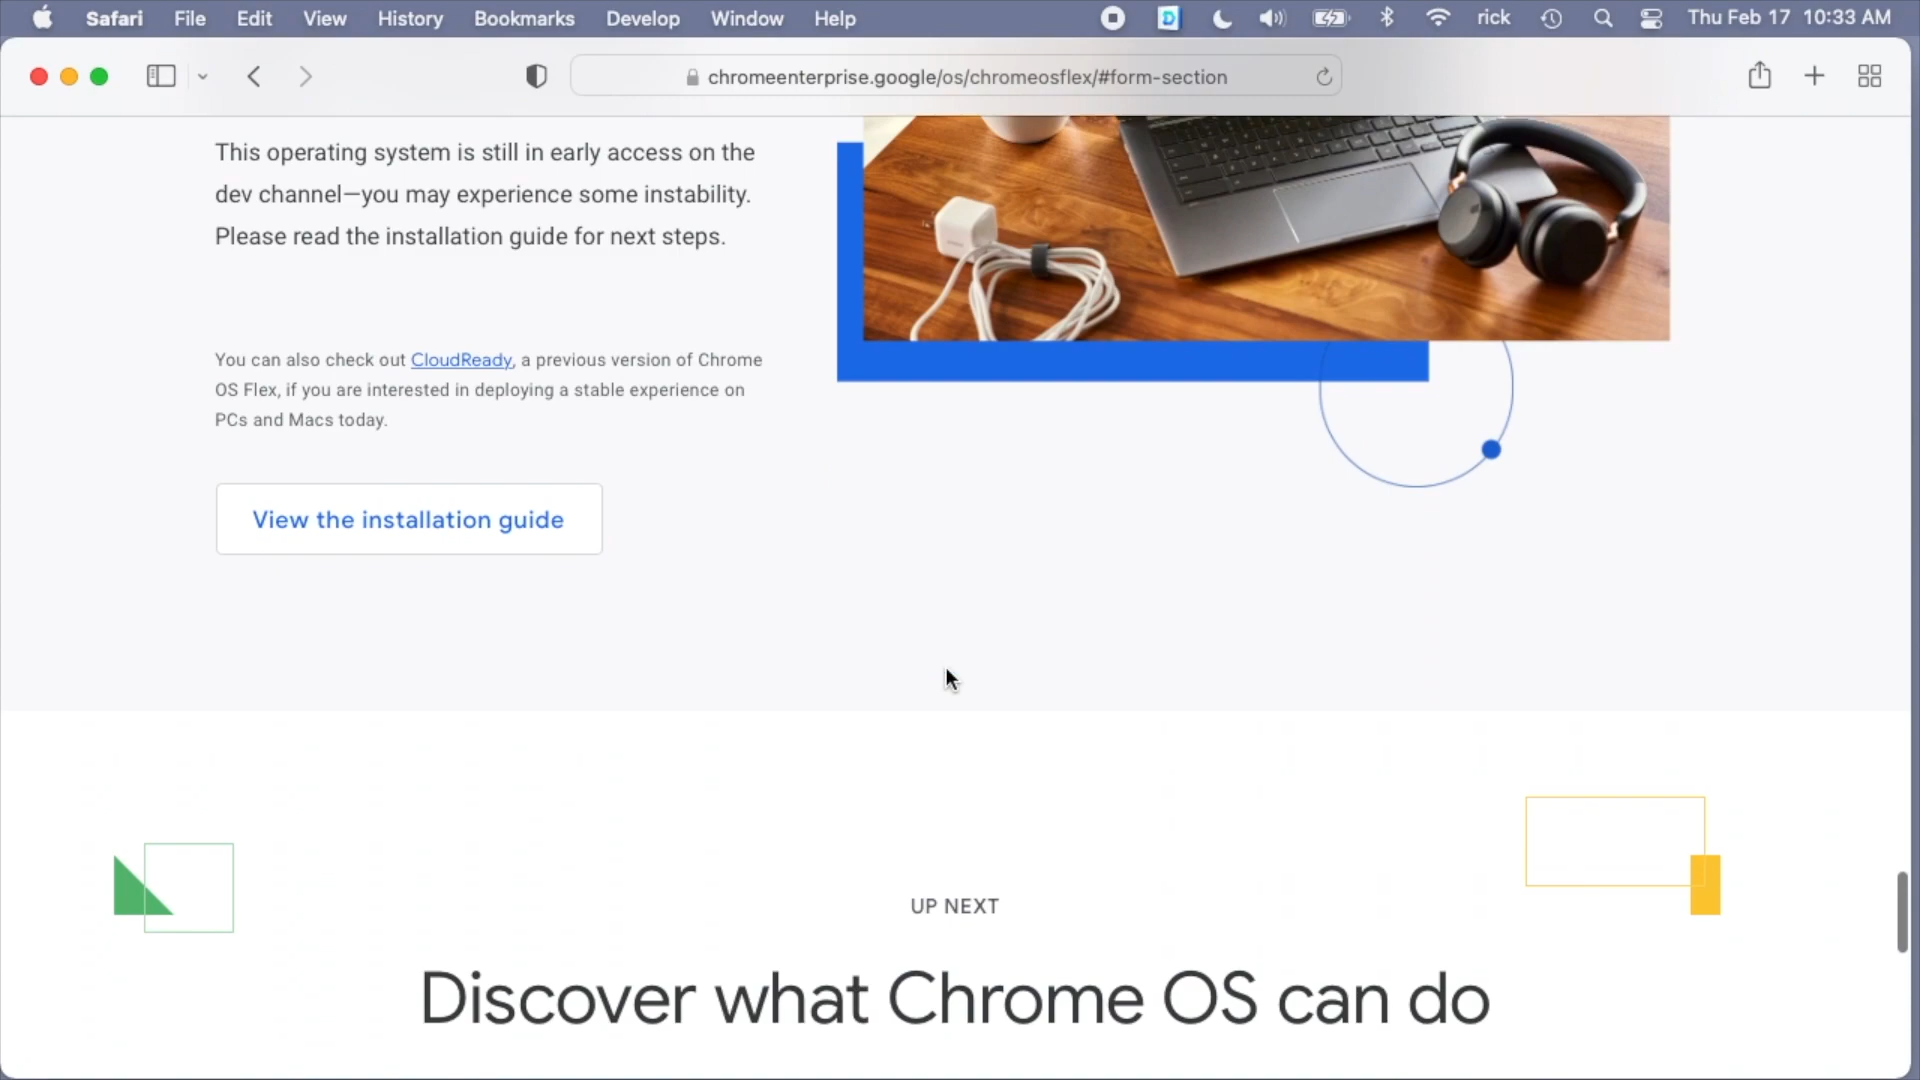 Safari File Edit View History Bookmarks Develop Window Help D rick Thu Feb 17 10:33 AM
chromeenterprise.google/os/chromeosflex/#form-section
This operating system is still in early access on the
dev channel—you may experience some instability.
Please read the installation guide for next steps.
You can also check out CloudReady, a previous version of Chrome
OS Flex, if you are interested in deploying a stable experience on
PCs and Macs today.
View the installation guide
UP NEXT
Discover what Chrome OS can do